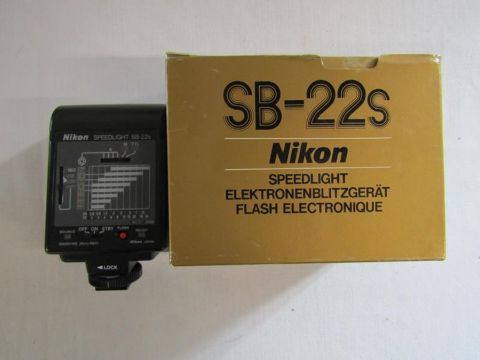 Nikon SPEEDLIGHT SB-22s
OFF ON STBY
LOCK
SB-22s
Nikon
SPEEDLIGHT
ELEKTRONENBLITZGERÄT
FLASH ELECTRONIQUE